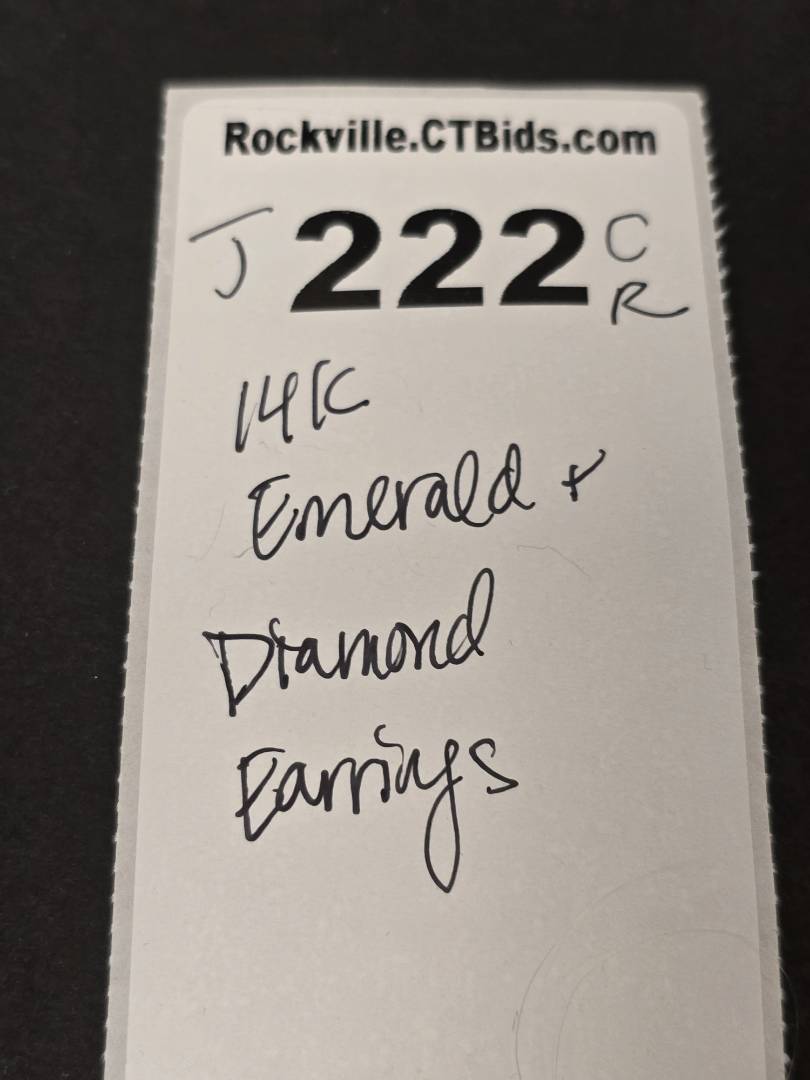 Rockville.CTBids.com
J 222 C
R
14K
Emerald +
Diamond
Earrings